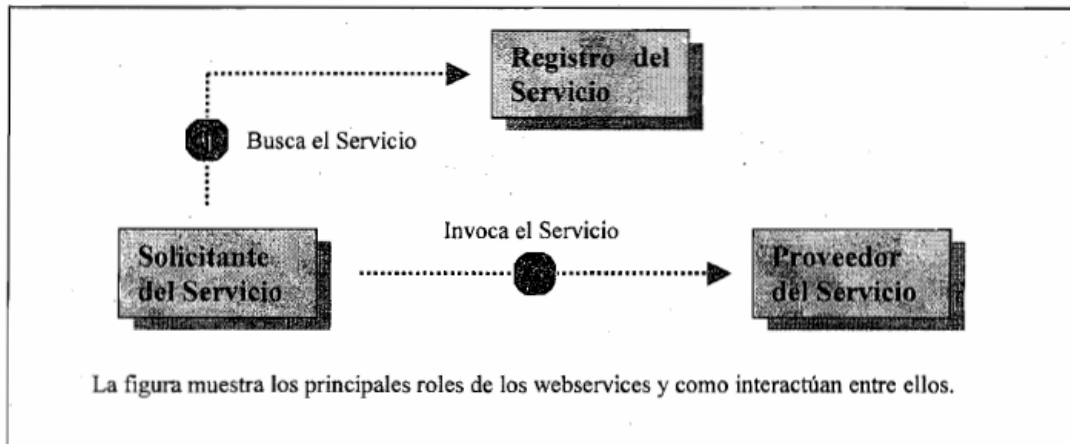 Registro del
Servicio
1
Busca el Servicio
Invoca el Servicio
Solicitante
del Servicio
Proveedor
del Servicio
La figura muestra los principales roles de los webservices y como interactúan entre ellos.